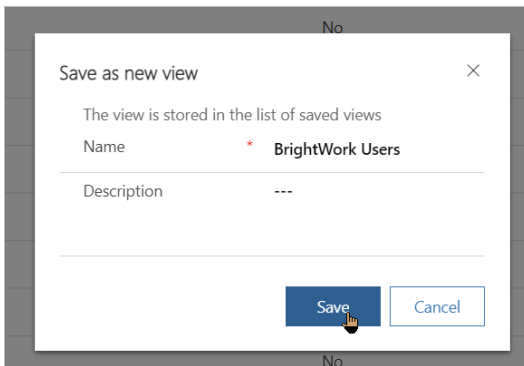 No
Save as new view
The view is stored in the list of saved views
Name * BrightWork Users
Description ---
Save Cancel
No